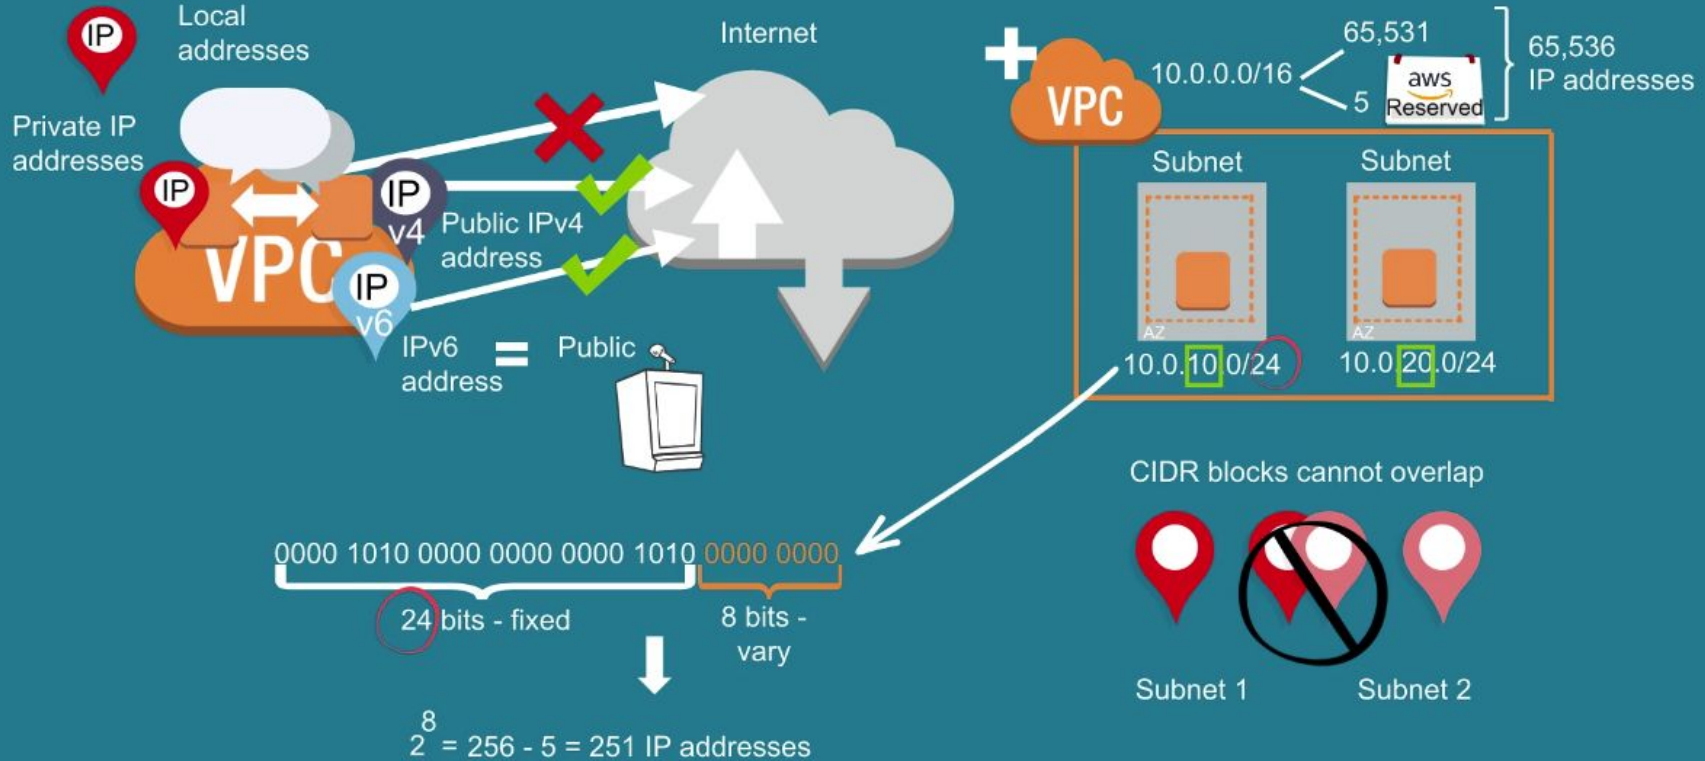 IP
Local
addresses
Private IP
addresses
IP
IP
v4
VPC
IP
v6
Public IPv4
address
IPv6
address
=
Public
Internet
VPC
10.0.0.0/16
65,531
5
aws
Reserved
65,536
IP addresses
Subnet
Subnet
AZ
AZ
10.0.10.0/24
10.0.20.0/24
CIDR blocks cannot overlap
Subnet 1
Subnet 2
0000 1010 0000 0000 0000 1010 0000 0000
24 bits - fixed
8 bits -
vary
2⁸ = 256 - 5 = 251 IP addresses